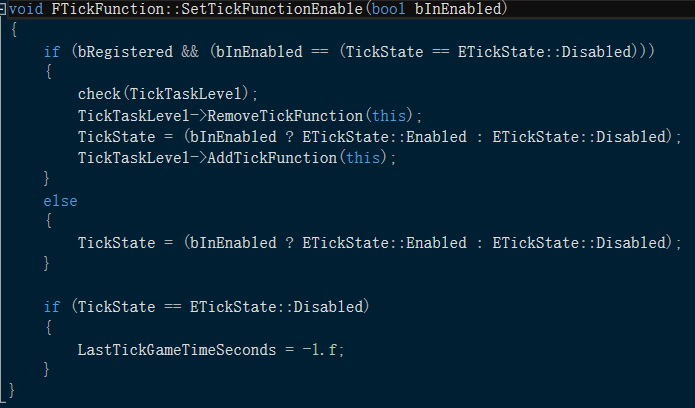 void FTickFunction::SetTickFunctionEnable(bool bInEnabled)
{
    if (bRegistered && (bInEnabled == (TickState == ETickState::Disabled)))
    {
        check(TickTaskLevel);
        TickTaskLevel->RemoveTickFunction(this);
        TickState = (bInEnabled ? ETickState::Enabled : ETickState::Disabled);
        TickTaskLevel->AddTickFunction(this);
    }
    else
    {
        TickState = (bInEnabled ? ETickState::Enabled : ETickState::Disabled);
    }

    if (TickState == ETickState::Disabled)
    {
        LastTickGameTimeSeconds = -1.f;
    }
}